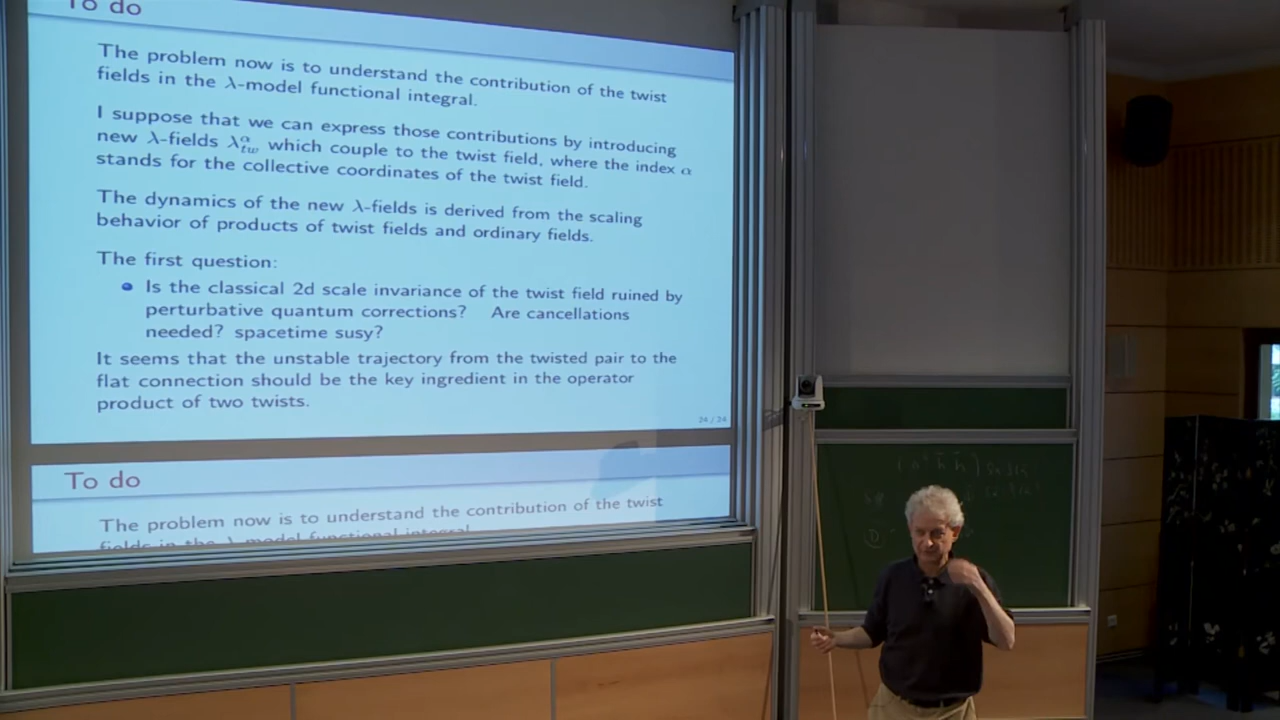 To do
The problem now is to understand the contribution of the twist
fields in the λ-model functional integral.
I suppose that we can express those contributions by introducing
new λ-fields λ^α_tw which couple to the twist field, where the index α
stands for the collective coordinates of the twist field.
The dynamics of the new λ-fields is derived from the scaling
behavior of products of twist fields and ordinary fields.
The first question:
• Is the classical 2d scale invariance of the twist field ruined by
perturbative quantum corrections? Are cancellations
needed? spacetime susy?
It seems that the unstable trajectory from the twisted pair to the
flat connection should be the key ingredient in the operator
product of two twists.
24 / 24
To do
The problem now is to understand the contribution of the twist
fields in the λ-model functional integral.